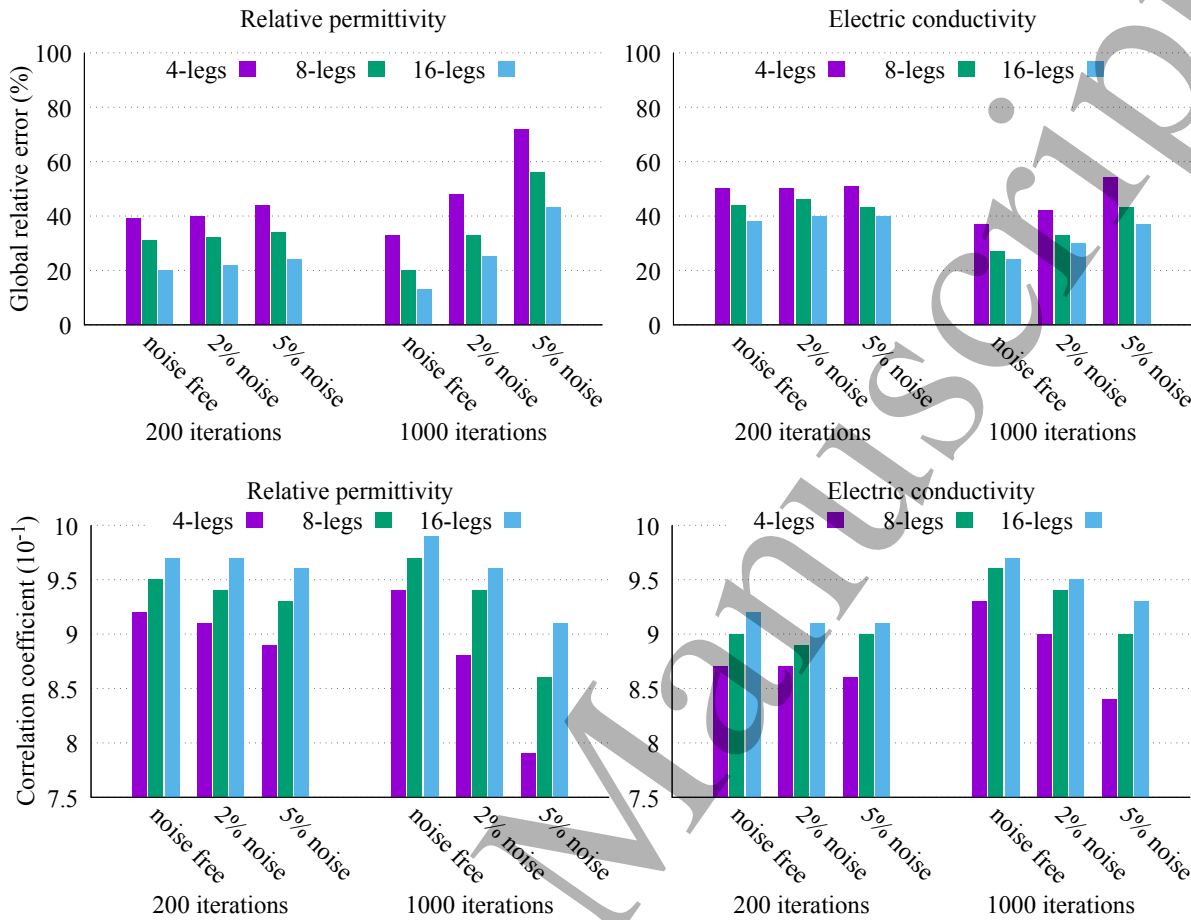 Relative permittivity
Electric conductivity
Global relative error (%)
100
80
60
40
20
0
4-legs 8-legs 16-legs
noise free
2% noise
5% noise
noise free
2% noise
5% noise
200 iterations
1000 iterations
100
80
60
40
20
0
4-legs 8-legs 16-legs
noise free
2% noise
5% noise
noise free
2% noise
5% noise
200 iterations
1000 iterations
Relative permittivity
Electric conductivity
Correlation coefficient (10⁻¹)
10
9.5
9
8.5
8
7.5
4-legs 8-legs 16-legs
noise free
2% noise
5% noise
noise free
2% noise
5% noise
200 iterations
1000 iterations
10
9.5
9
8.5
8
7.5
4-legs 8-legs 16-legs
noise free
2% noise
5% noise
noise free
2% noise
5% noise
200 iterations
1000 iterations
Manuscrip